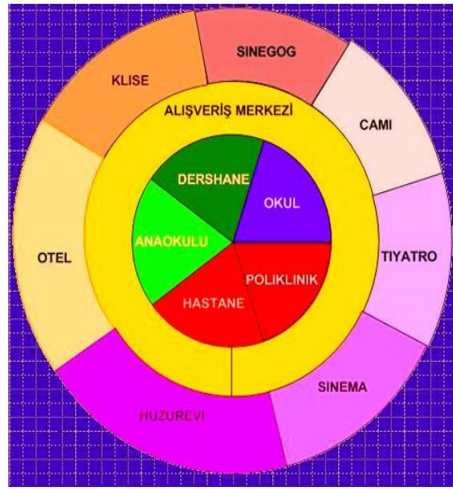 SINEGOG
KLISE
CAMI
ALIŞVERİŞ MERKEZİ
DERSHANE
OKUL
ANAOKULU
OTEL
TIYATRO
POLIKLINIK
HASTANE
SINEMA
HUZUREVI